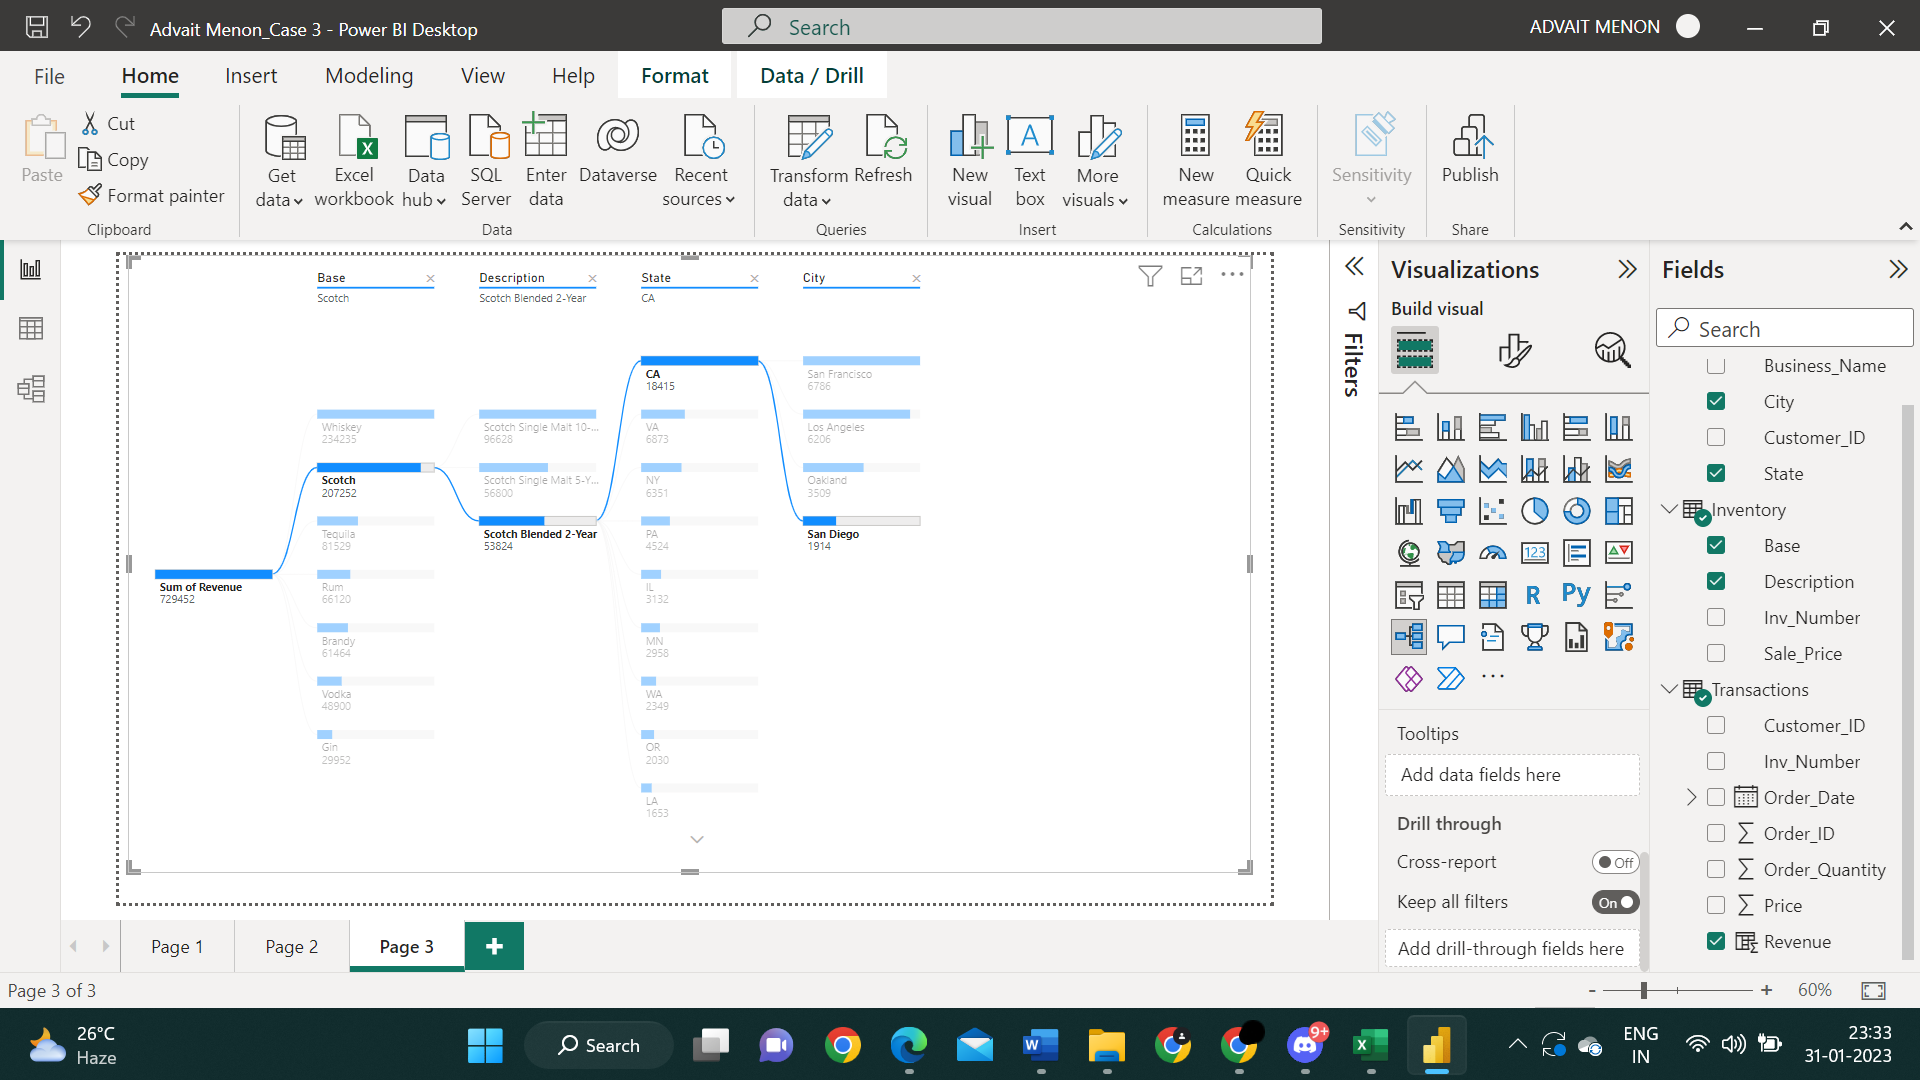 Advait Menon_Case 3 - Power BI Desktop
Search
ADVAIT MENON
File
Home
Insert
Modeling
View
Help
Format
Data / Drill
Paste
Cut
Copy
Format painter
Clipboard
Get data
Excel workbook
Data hub
SQL Server
Enter data
Dataverse
Recent sources
Data
Transform data
Refresh
Queries
New visual
Text box
More visuals
Insert
New measure
Quick measure
Calculations
Sensitivity
Sensitivity
Publish
Share
Base
Scotch
Description
Scotch Blended 2-Year
State
CA
City
Sum of Revenue
729452
Whiskey
234235
Scotch
207252
Tequila
81529
Rum
66120
Brandy
61464
Vodka
48900
Gin
29952
Scotch Single Malt 10-...
96628
Scotch Single Malt 5-Y...
56800
Scotch Blended 2-Year
53824
CA
18415
VA
6873
NY
6351
PA
4524
IL
3132
MN
2958
WA
2349
OR
2030
LA
1653
San Francisco
6786
Los Angeles
6206
Oakland
3509
San Diego
1914
Filters
Visualizations
Build visual
123
R
Py
Tooltips
Add data fields here
Drill through
Cross-report
Off
Keep all filters
On
Add drill-through fields here
Fields
Search
Business_Name
City
Customer_ID
State
Inventory
Base
Description
Inv_Number
Sale_Price
Transactions
Customer_ID
Inv_Number
Order_Date
Order_ID
Order_Quantity
Price
Revenue
Page 1
Page 2
Page 3
Page 3 of 3
60%
26°C
Haze
Search
9+
ENG
IN
23:33
31-01-2023